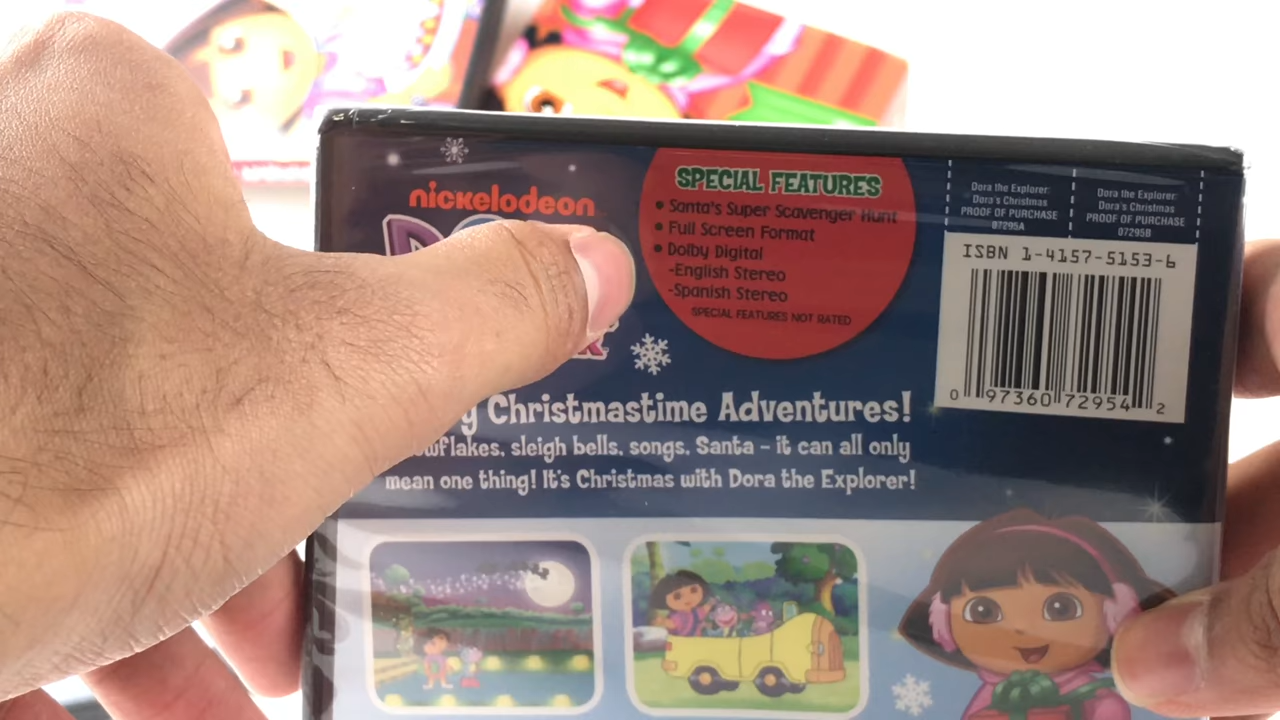 nickelodeon
SPECIAL FEATURES
• Santa's Super Scavenger Hunt
• Full Screen Format
• Dolby Digital
-English Stereo
-Spanish Stereo
SPECIAL FEATURES NOT RATED
Dora the Explorer:
Dora's Christmas
PROOF OF PURCHASE
07295A
Dora the Explorer:
Dora's Christmas
PROOF OF PURCHASE
07295B
ISBN 1-4157-5153-6
0 97360 72954 2
Christmastime Adventures!
sleigh bells, songs, Santa – it can all only
mean one thing! It's Christmas with Dora the Explorer!